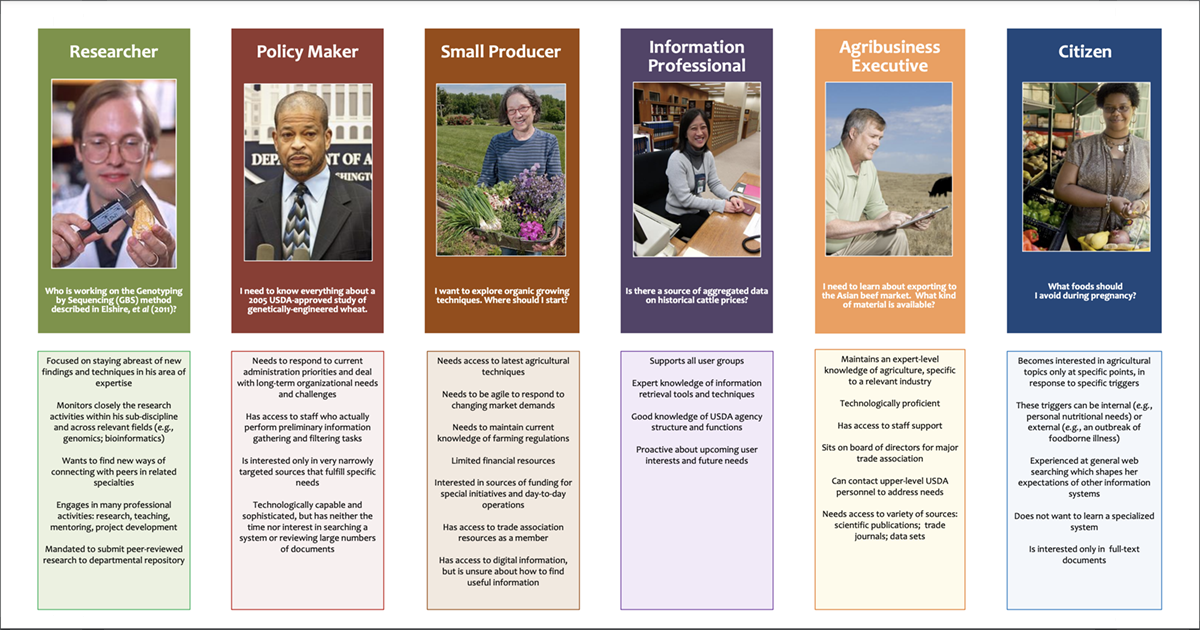 Researcher
Who is working on the Genotyping
by Sequencing (GBS) method
described in Elshire, et al (2011)?
Focused on staying abreast of new
findings and techniques in his area of
expertise
Monitors closely the research
activities within his sub-discipline
and across relevant fields (e.g.,
genomics; bioinformatics)
Wants to find new ways of
connecting with peers in related
specialties
Engages in many professional
activities: research, teaching,
mentoring, project development
Mandated to submit peer-reviewed
research to departmental repository
Policy Maker
DEPARTMENT OF A
SHINGTO
I need to know everything about a
2005 USDA-approved study of
genetically-engineered wheat.
Needs to respond to current
administration priorities and deal
with long-term organizational needs
and challenges
Has access to staff who actually
perform preliminary information
gathering and filtering tasks
Is interested only in very narrowly
targeted sources that fulfill specific
needs
Technologically capable and
sophisticated, but has neither the
time nor interest in searching a
system or reviewing large numbers
of documents
Small Producer
I want to explore organic growing
techniques. Where should I start?
Needs access to latest agricultural
techniques
Needs to be agile to respond to
changing market demands
Needs to maintain current
knowledge of farming regulations
Limited financial resources
Interested in sources of funding for
special initiatives and day-to-day
operations
Has access to trade association
resources as a member
Has access to digital information,
but is unsure about how to find
useful information
Information
Professional
Is there a source of aggregated data
on historical cattle prices?
Supports all user groups
Expert knowledge of information
retrieval tools and techniques
Good knowledge of USDA agency
structure and functions
Proactive about upcoming user
interests and future needs
Agribusiness
Executive
I need to learn about exporting to
the Asian beef market. What kind
of material is available?
Maintains an expert-level
knowledge of agriculture, specific
to a relevant industry
Technologically proficient
Has access to staff support
Sits on board of directors for major
trade association
Can contact upper-level USDA
personnel to address needs
Needs access to variety of sources:
scientific publications; trade
journals; data sets
Citizen
What foods should
I avoid during pregnancy?
Becomes interested in agricultural
topics only at specific points, in
response to specific triggers
These triggers can be internal (e.g.,
personal nutritional needs) or
external (e.g., an outbreak of
foodborne illness)
Experienced at general web
searching which shapes her
expectations of other information
systems
Does not want to learn a specialized
system
Is interested only in full-text
documents